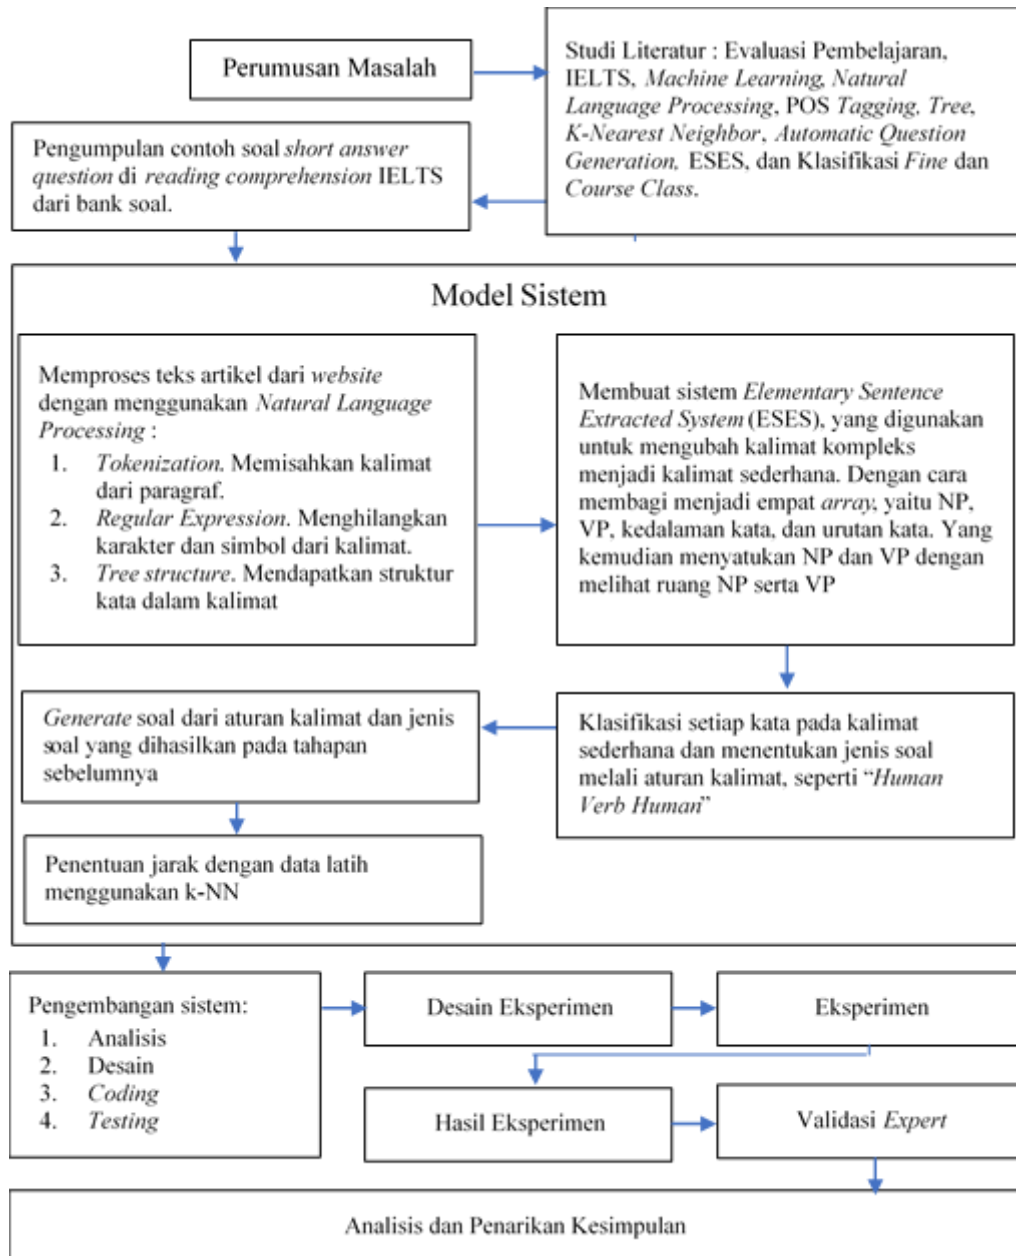 Perumusan Masalah
Studi Literatur : Evaluasi Pembelajaran,
IELTS, Machine Learning, Natural
Language Processing, POS Tagging, Tree,
K-Nearest Neighbor, Automatic Question
Generation, ESES, dan Klasifikasi Fine dan
Course Class.
Pengumpulan contoh soal short answer
question di reading comprehension IELTS
dari bank soal.
Model Sistem
Memproses teks artikel dari website
dengan menggunakan Natural Language
Processing :
1. Tokenization. Memisahkan kalimat
dari paragraf.
2. Regular Expression. Menghilangkan
karakter dan simbol dari kalimat.
3. Tree structure. Mendapatkan struktur
kata dalam kalimat
Membuat sistem Elementary Sentence
Extracted System (ESES), yang digunakan
untuk mengubah kalimat kompleks
menjadi kalimat sederhana. Dengan cara
membagi menjadi empat array, yaitu NP,
VP, kedalaman kata, dan urutan kata. Yang
kemudian menyatukan NP dan VP dengan
melihat ruang NP serta VP
Klasifikasi setiap kata pada kalimat
sederhana dan menentukan jenis soal
melali aturan kalimat, seperti “Human
Verb Human”
Generate soal dari aturan kalimat dan jenis
soal yang dihasilkan pada tahapan
sebelumnya
Penentuan jarak dengan data latih
menggunakan k-NN
Pengembangan sistem:
1. Analisis
2. Desain
3. Coding
4. Testing
Desain Eksperimen
Eksperimen
Hasil Eksperimen
Validasi Expert
Analisis dan Penarikan Kesimpulan